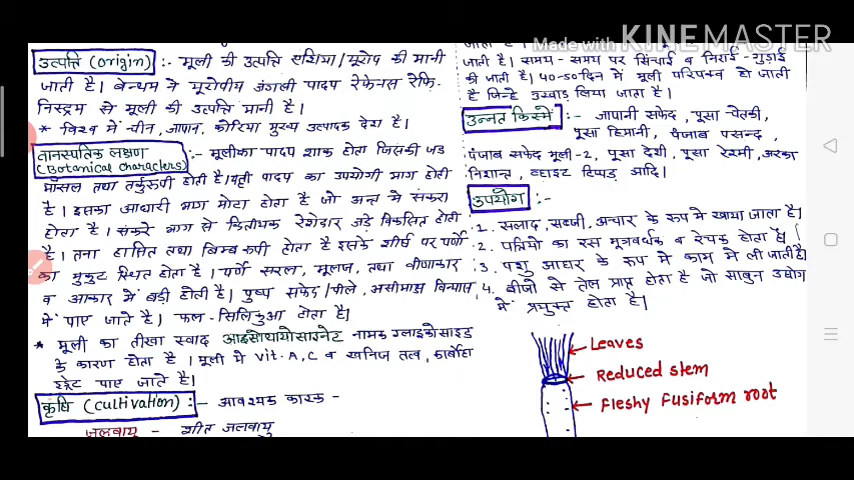 Made with KINEMASTER
उत्पत्ति (origin) :- मूली की उत्पत्ति एशिया/यूरोप की मानी
जाती है। बेन्थम ने यूरोपीय जंगली पादप रेफेनस रेफि-
निस्ट्रम से मूली की उत्पत्ति मानी है।
* विश्व में चीन, जापान, कोरिया मुख्य उत्पादक देश है।
वानस्पतिक लक्षण :- मूली का पादप शाक होता जिसकी जड
(Botanical characters)
मांसल तथा तर्कुरुपी होती है। यही पादप का उपयोगी भाग होती
है। इसका आधारी भाग मोटा होता है जो अन्त मे संकरा
होता है। संकरे भाग से द्वितीयक रेशेदार जड़े विकसित होती
है। तना ह्रासित तथा बिम्ब रुपी होता है इसके शीर्ष पर पर्णो
का मुकुट स्थित होता है। पर्णे सरल, मूलज, तथा वीणाकार
व आकार में बड़ी होती है। पुष्प सफेद/पीले, असीमाक्ष विन्यास
में पाए जाते है। फल-सिलिकुआ होता है।
* मूली का तीखा स्वाद आइसोथायोसाइनेट नामक ग्लाइकोसाइड
के कारण होता है। मूली मे Vit-A, C व खनिज तत्व, कार्बोहा
इड्रेट पाए जाते है।
कृषि (cultivation) :- आवश्यक कारक -
जलवायु - शीत जलवायु
जाती है। समय-समय पर सिंचाई व निराई-गुड़ाई
की जाती है। 40-50 दिन में मूली परिपक्व हो जाती
है जिन्हे उखाड़ लिया जाता है।
उन्नत किस्मे :- जापानी सफेद, पूसा चेतकी,
पूसा हिमानी, पंजाब पसन्द,
पंजाब सफेद मूली-2, पूसा देशी, पूसा रेशमी, अरका
निशान्त, व्हाइट टिपड आदि।
उपयोग :-
1. सलाद, सब्जी, अचार के रूप मे खाया जाता है।
2. पत्तियो का रस मूत्रवर्धक व रेचक होता है।
3. पशु आहार के रूप में काम मे ली जाती है।
4. बीजो से तेल प्राप्त होता है जो साबुन उद्योग
में प्रयुक्त होता है।
Leaves
Reduced stem
Fleshy fusiform root